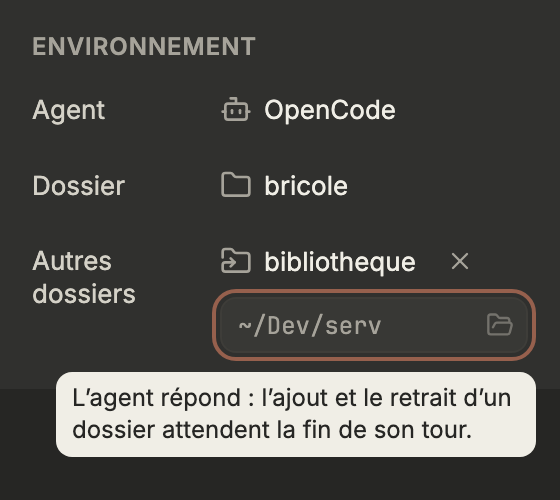 ENVIRONNEMENT
Agent OpenCode
Dossier bricole
Autres dossiers bibliotheque
~/Dev/serv
L’agent répond : l’ajout et le retrait d’un
dossier attendent la fin de son tour.